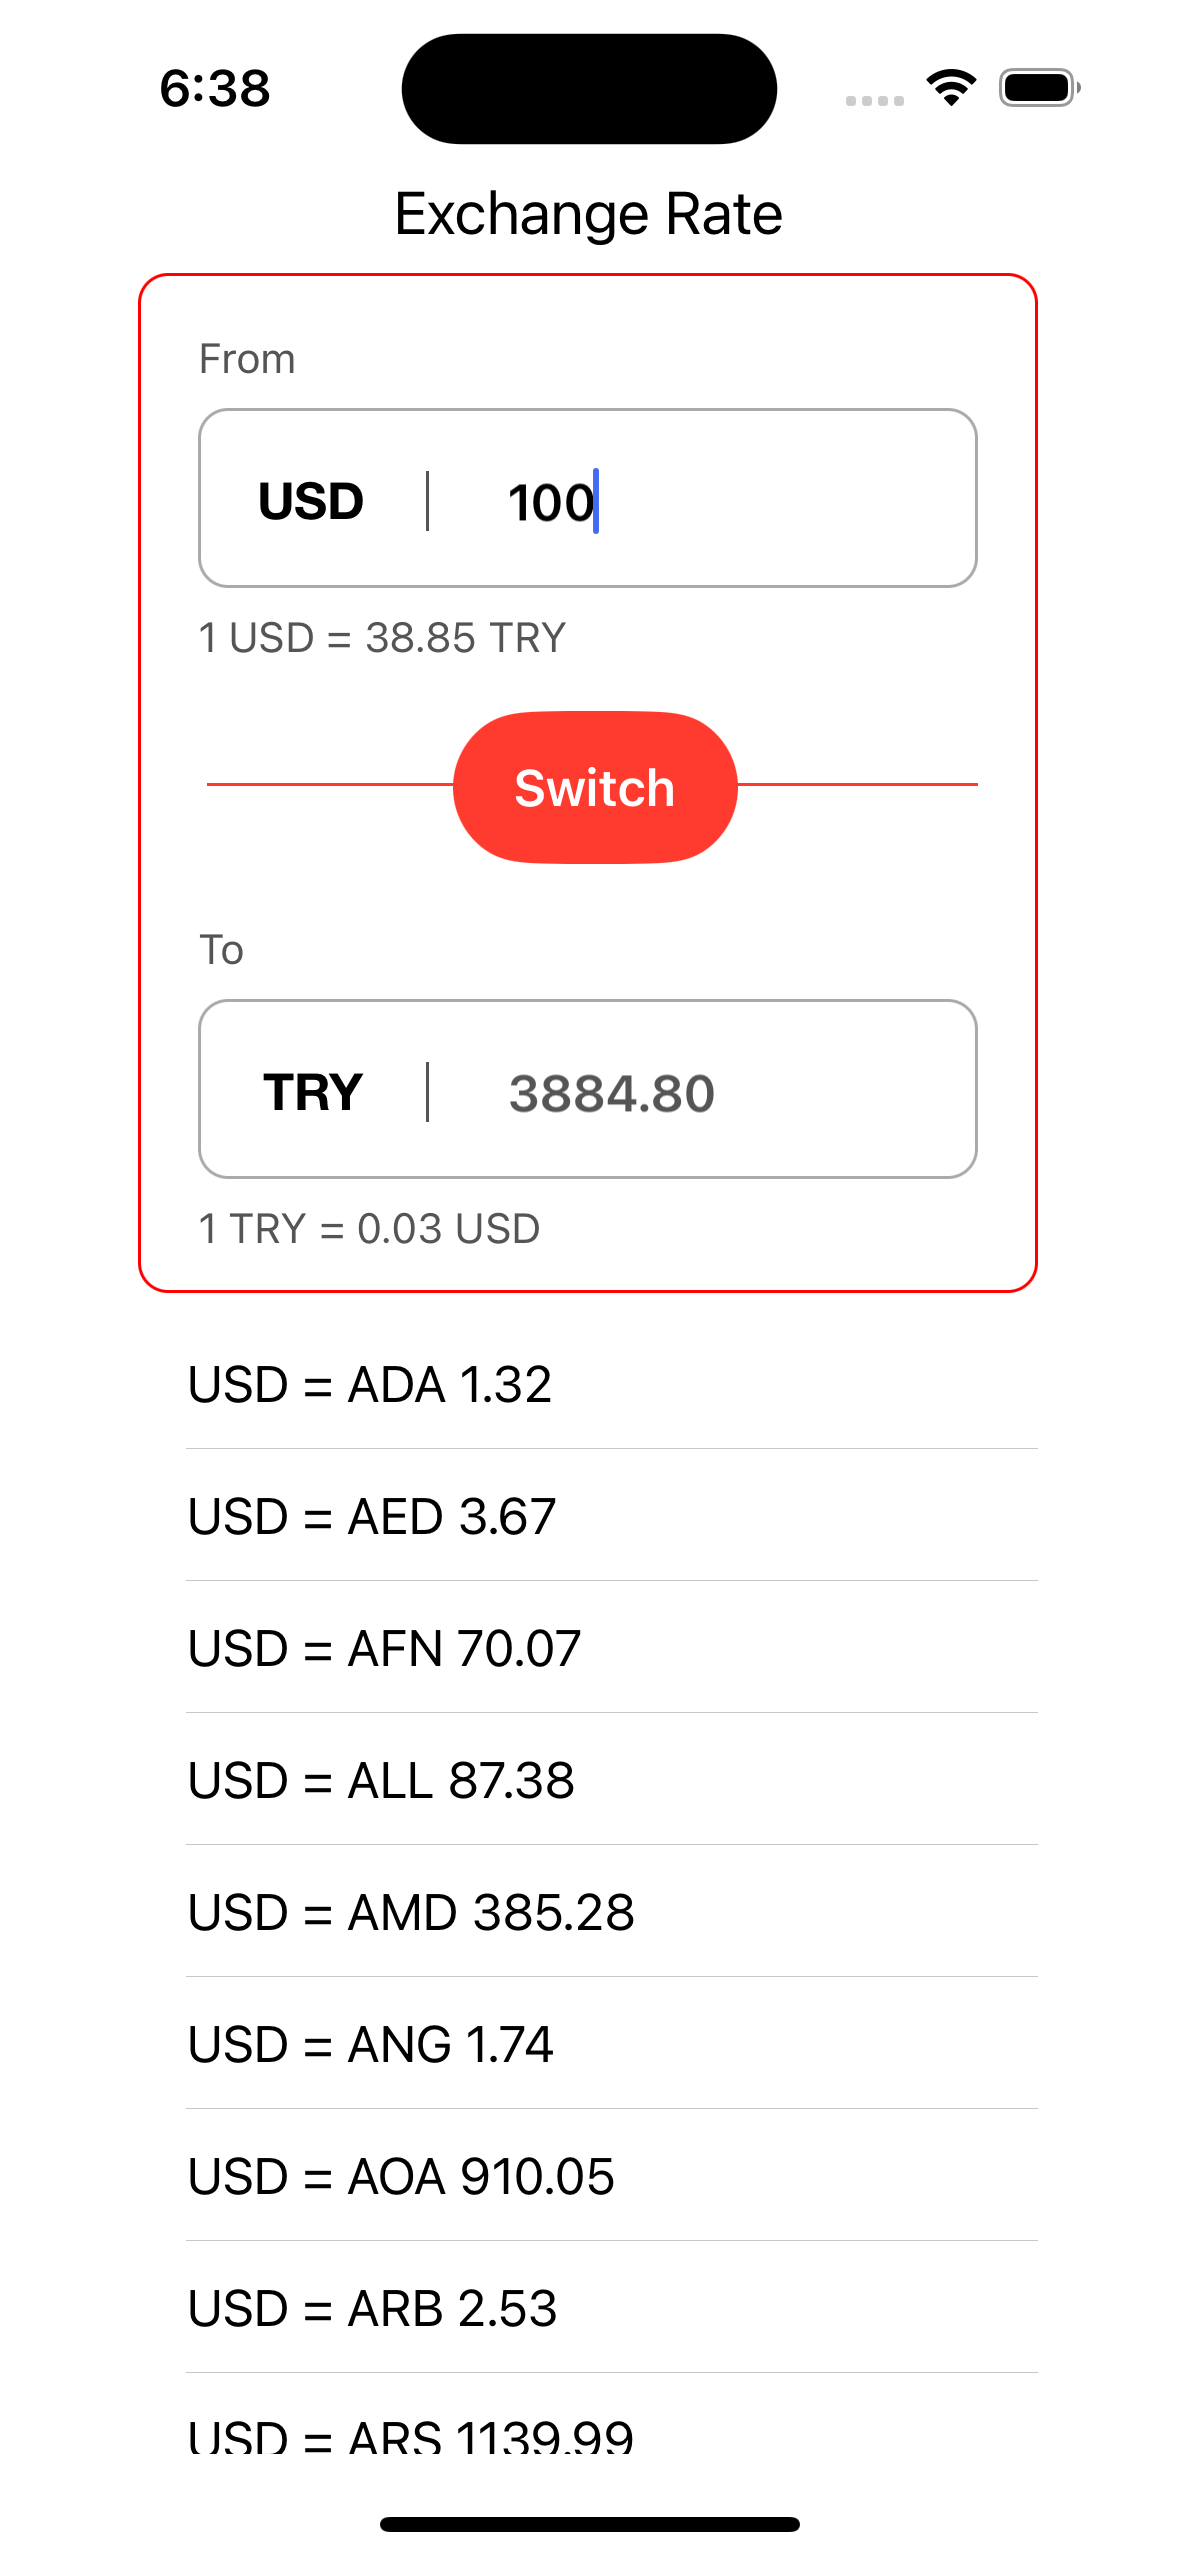 6:38
Exchange Rate
From
USD
100
1 USD = 38.85 TRY
Switch
To
TRY
3884.80
1 TRY = 0.03 USD
USD = ADA 1.32
USD = AED 3.67
USD = AFN 70.07
USD = ALL 87.38
USD = AMD 385.28
USD = ANG 1.74
USD = AOA 910.05
USD = ARB 2.53
USD = ARS 1139.99